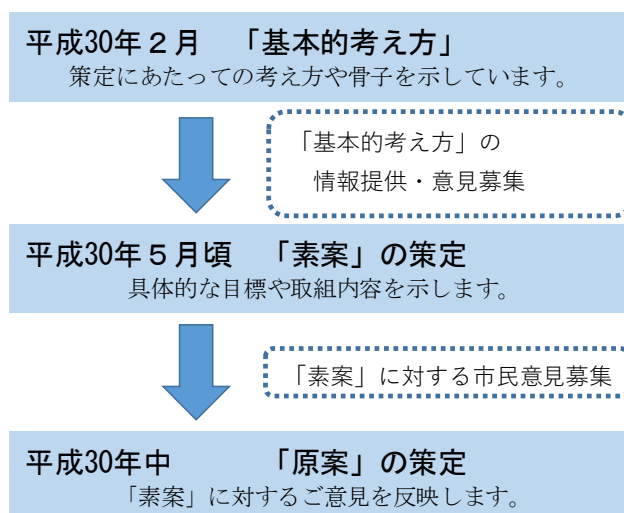 平成30年２月　「基本的考え方」
策定にあたっての考え方や骨子を示しています。
「基本的考え方」の
情報提供・意見募集
平成30年５月頃　「素案」の策定
具体的な目標や取組内容を示します。
「素案」に対する市民意見募集
平成30年中　　　「原案」の策定
「素案」に対するご意見を反映します。